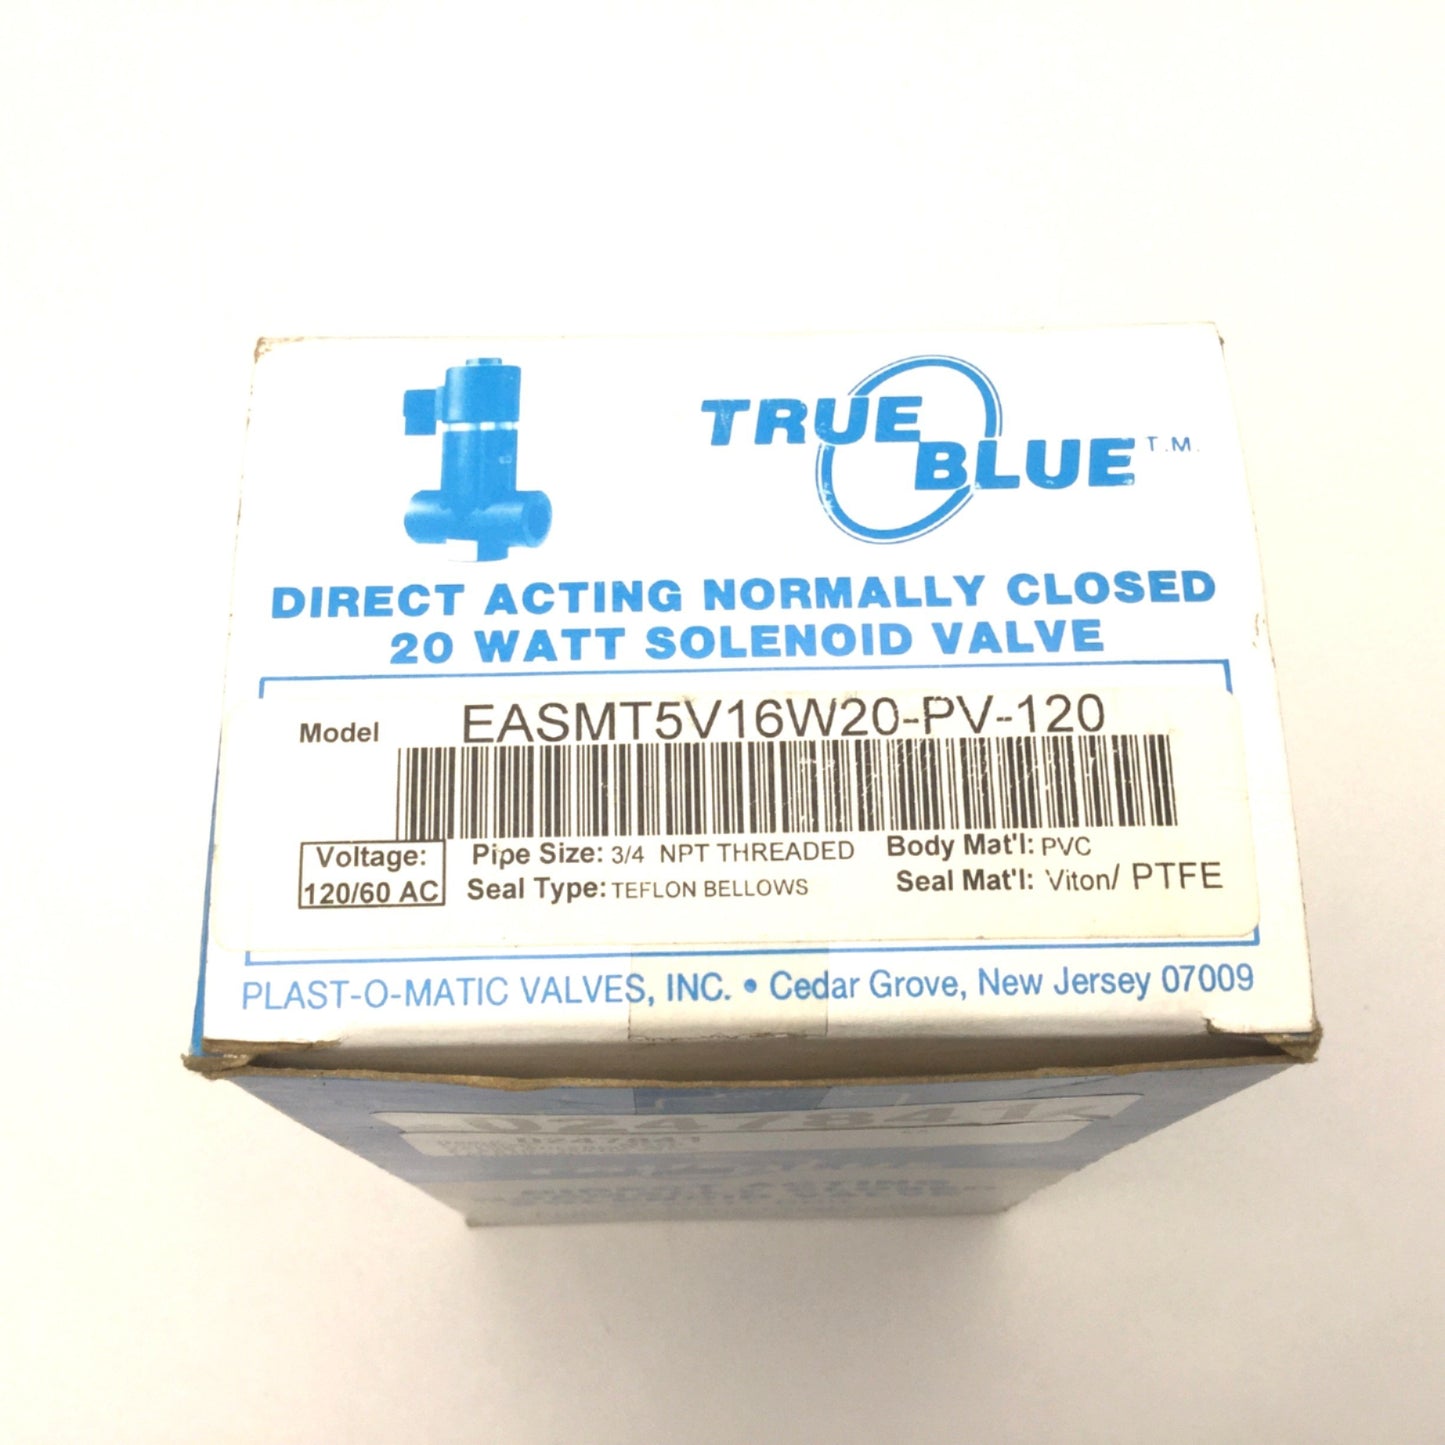 TRUE
BLUE T.M.
DIRECT ACTING NORMALLY CLOSED
20 WATT SOLENOID VALVE
Model EASMT5V16W20-PV-120
Voltage: Pipe Size: 3/4 NPT THREADED Body Mat'l: PVC
120/60 AC Seal Type: TEFLON BELLOWS Seal Mat'l: Viton/ PTFE
PLAST-O-MATIC VALVES, INC. • Cedar Grove, New Jersey 07009
0247841
0247841